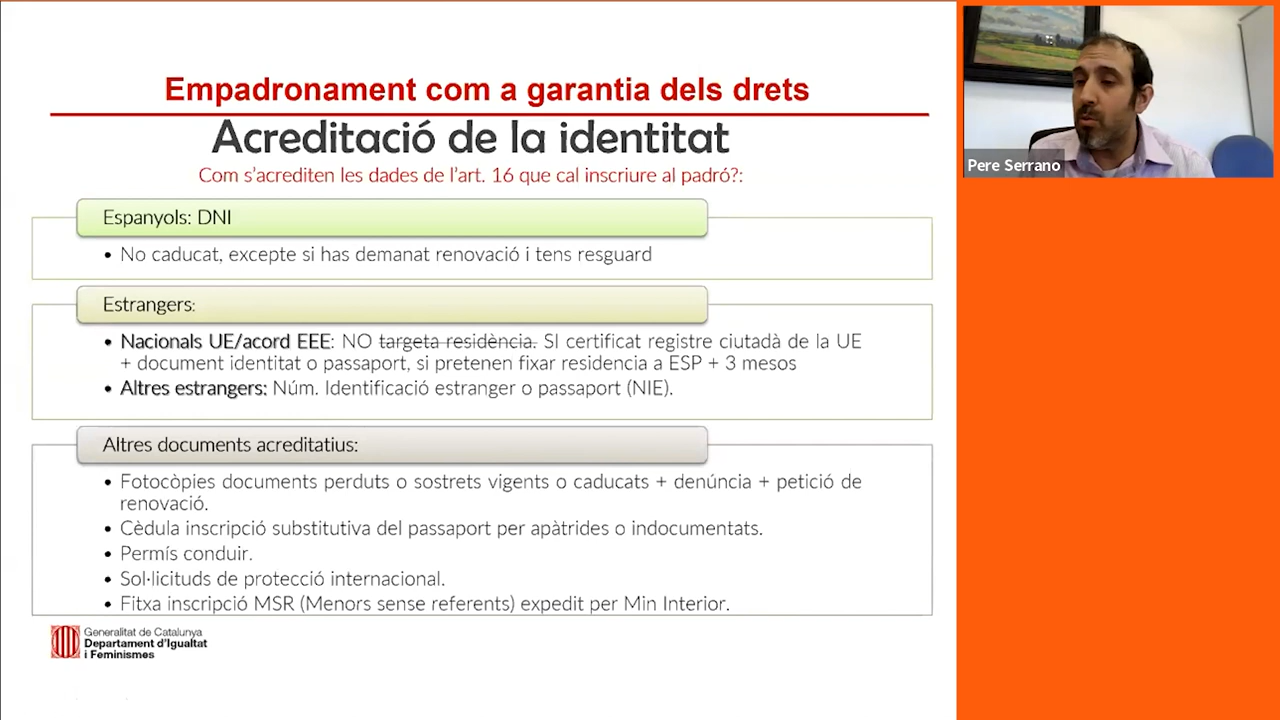 Empadronament com a garantia dels drets
Acreditació de la identitat
Com s'acrediten les dades de l'art. 16 que cal inscriure al padró?:
Espanyols: DNI
• No caducat, excepte si has demanat renovació i tens resguard
Estrangers:
• Nacionals UE/acord EEE: NO targeta residència. SI certificat registre ciutadà de la UE
+ document identitat o passaport, si pretenen fixar residencia a ESP + 3 mesos
• Altres estrangers: Núm. Identificació estranger o passaport (NIE).
Altres documents acreditatius:
• Fotocòpies documents perduts o sostrets vigents o caducats + denúncia + petició de
renovació.
• Cèdula inscripció substitutiva del passaport per apàtrides o indocumentats.
• Permís conduir.
• Sol·licituds de protecció internacional.
• Fitxa inscripció MSR (Menors sense referents) expedit per Min Interior.
Generalitat de Catalunya
Departament d'Igualtat
i Feminismes
Pere Serrano